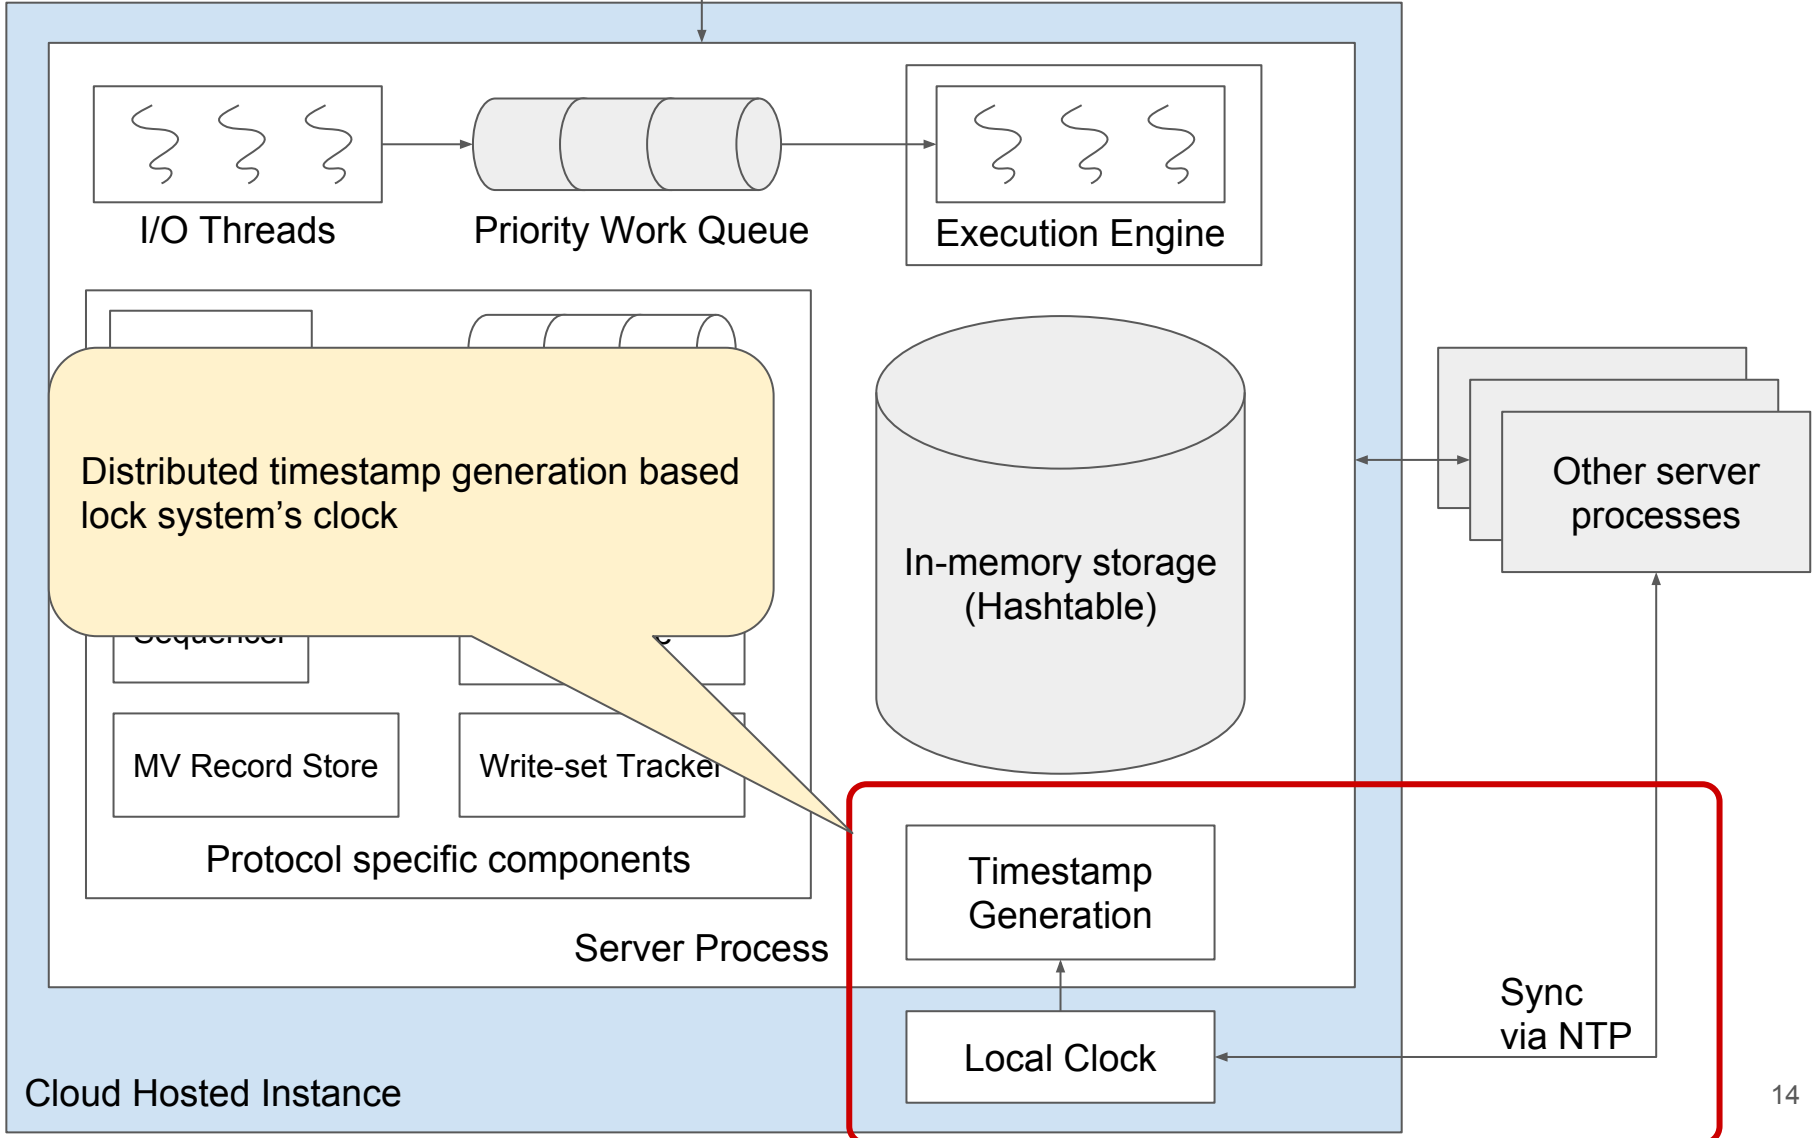 I/O Threads
Priority Work Queue
Execution Engine
Distributed timestamp generation based
lock system's clock
Sequencer
MV Record Store
Write-set Tracker
Protocol specific components
In-memory storage
(Hashtable)
Other server
processes
Timestamp
Generation
Server Process
Sync
via NTP
Local Clock
Cloud Hosted Instance
14